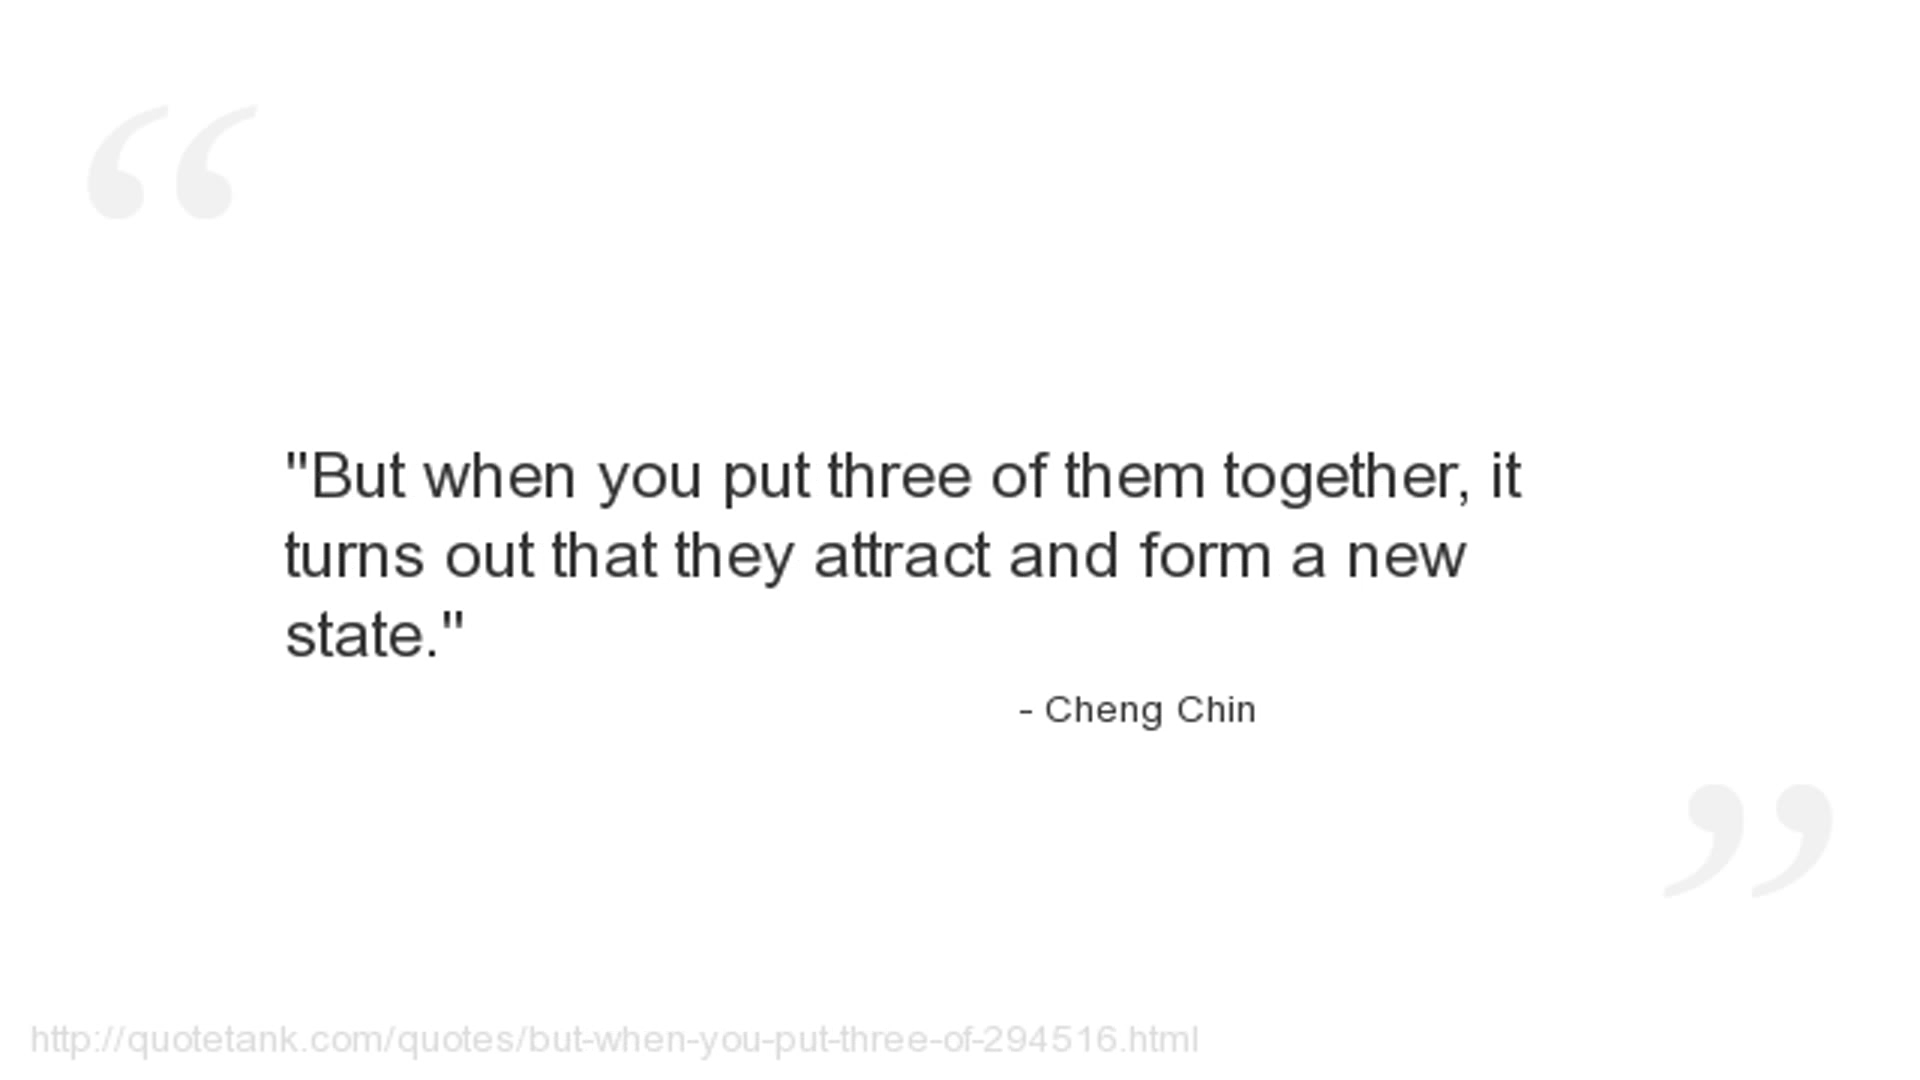 "But when you put three of them together, it
turns out that they attract and form a new
state."
- Cheng Chin
http://quotetank.com/quotes/but-when-you-put-three-of-294516.html